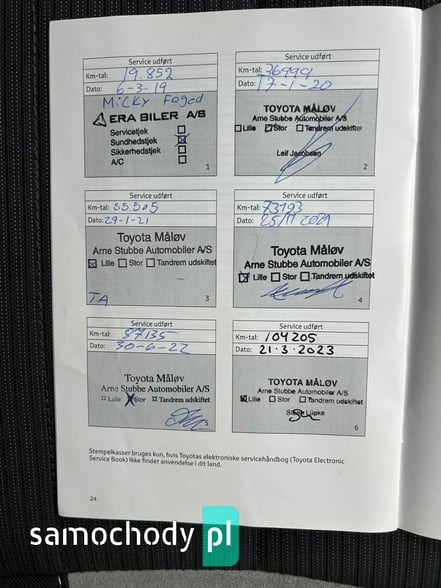 Service udført
Km-tal: 19.852
Dato: 6-3-19
Micky Foged
ERA BILER A/S
Servicetjek
Sundhedstjek
Sikkerhedstjek
A/C
1
Service udført
Km-tal: 36994
Dato: 17-1-20
TOYOTA MÅLØV
Arne Stubbe Automobiler A/S
Lille Stor Tandrem udskiftet
Leif Jacobsen
2
Service udført
Km-tal: 55.505
Dato: 29-1-21
Toyota Måløv
Arne Stubbe Automobiler A/S
Lille Stor Tandrem udskiftet
TA
3
Service udført
Km-tal: 73793
Dato: 25/11 2021
Toyota Måløv
Arne Stubbe Automobiler A/S
Lille Stor Tandrem udskiftet
4
Service udført
Km-tal: 87135
Dato: 30-6-22
Toyota Måløv
Arne Stubbe Automobiler A/S
Lille Stor Tandrem udskiftet
5
Service udført
Km-tal: 104205
Dato: 21.3.2023
TOYOTA MÅLØV
Arne Stubbe Automobiler A/S
Lille Stor Tandrem udskiftet
Lüpke
6
Stempelkasser bruges kun, hvis Toyotas elektroniske servicehåndbog (Toyota Electronic
Service Book) ikke finder anvendelse i dit land.
24
samochody pl